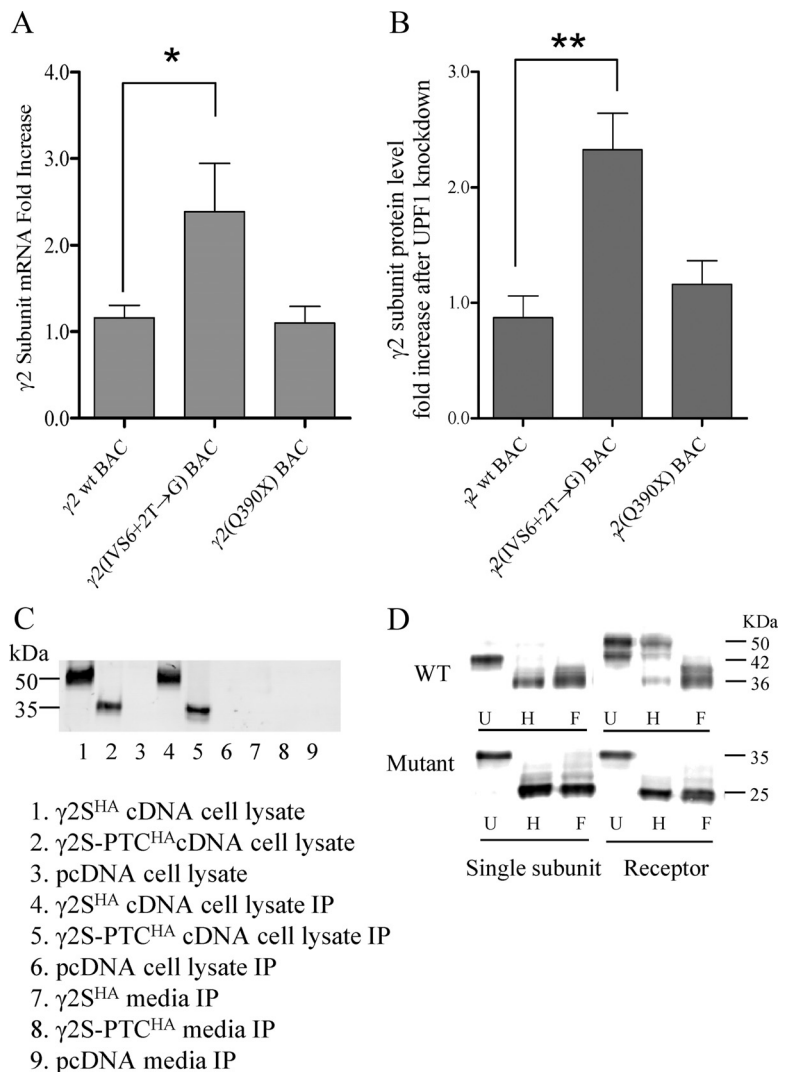 A
*
γ2 Subunit mRNA Fold Increase
4.0
3.0
2.0
1.0
0.0
γ2 wt BAC
γ2(IVS6+2T→G) BAC
γ2(Q390X) BAC
B
**
γ2 subunit protein level
fold increase after UPF1 knockdown
3.0
2.0
1.0
0.0
γ2 wt BAC
γ2(IVS6+2T→G) BAC
γ2(Q390X) BAC
C
kDa
50
35
1 2 3 4 5 6 7 8 9
1. γ2S^HA cDNA cell lysate
2. γ2S-PTC^HAcDNA cell lysate
3. pcDNA cell lysate
4. γ2S^HA cDNA cell lysate IP
5. γ2S-PTC^HA cDNA cell lysate IP
6. pcDNA cell lysate IP
7. γ2S^HA media IP
8. γ2S-PTC^HA media IP
9. pcDNA media IP
D
KDa
WT
50
42
36
U H F U H F
Mutant
35
25
U H F U H F
Single subunit Receptor